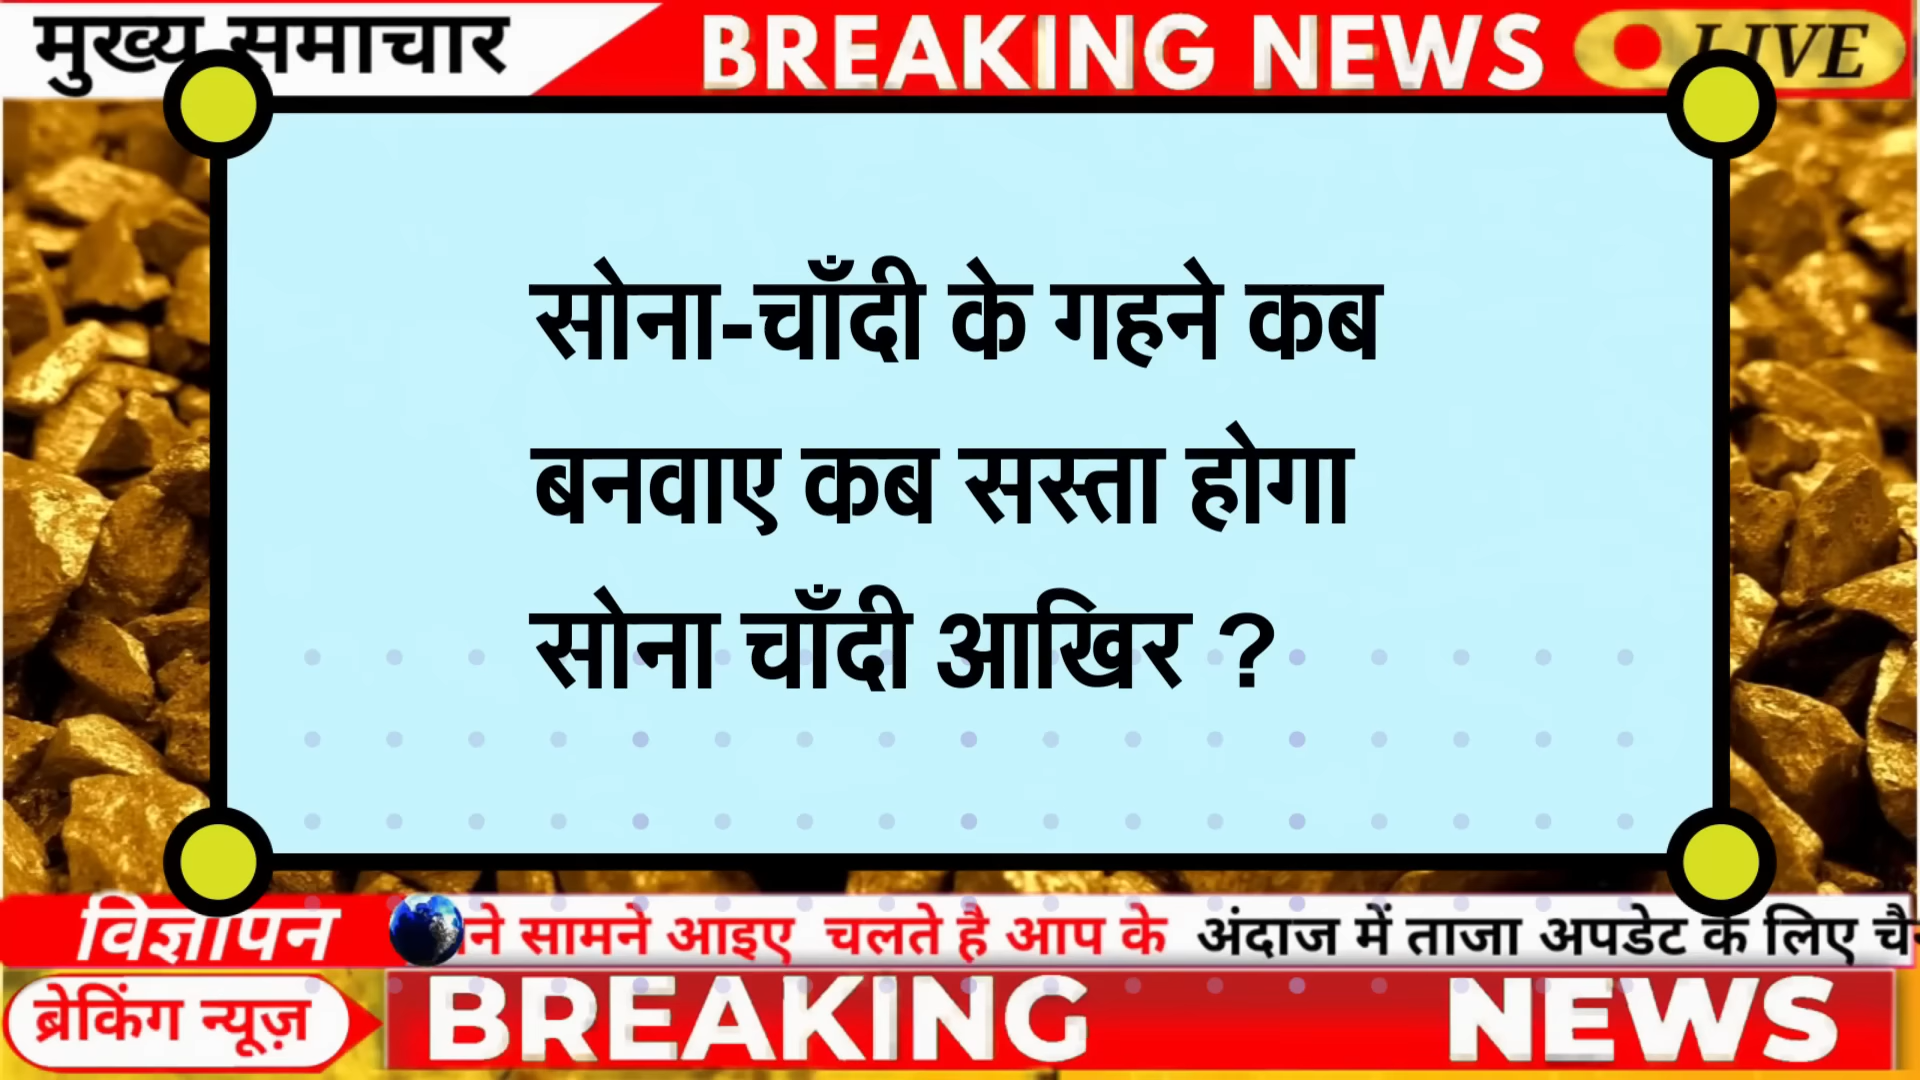 मुख्य समाचार
BREAKING NEWS
LIVE
सोना-चाँदी के गहने कब
बनवाए कब सस्ता होगा
सोना चाँदी आखिर ?
विज्ञापन
सामने आइए चलते है आप के अंदाज में ताजा अपडेट के लिए
ब्रेकिंग न्यूज़
BREAKING NEWS